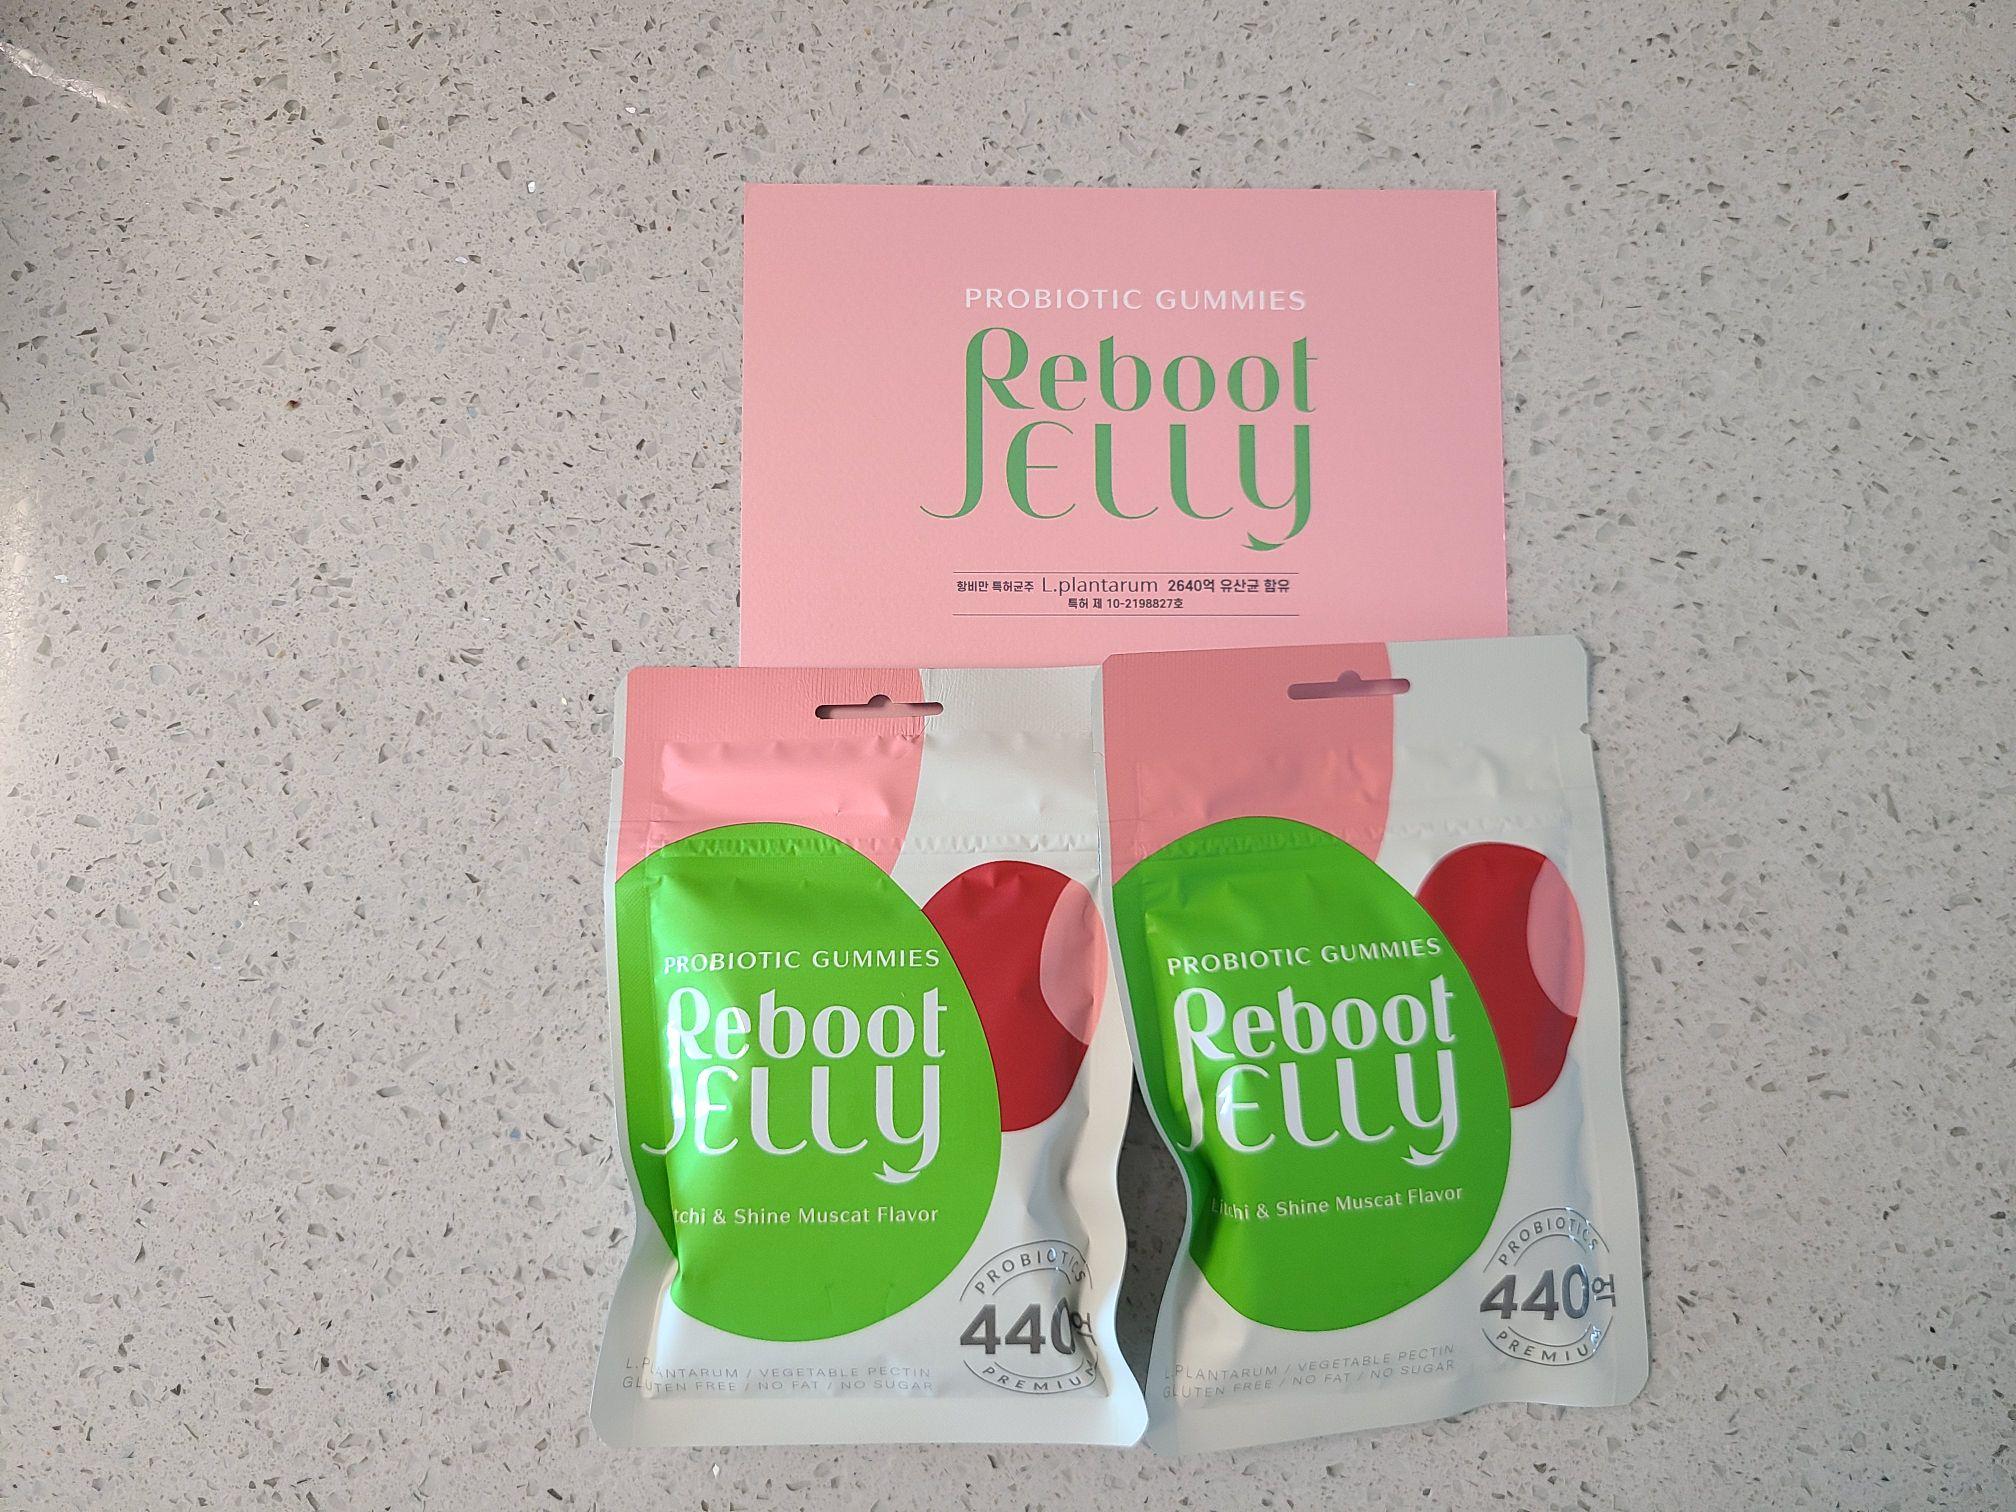 PROBIOTIC GUMMIES
Reboot
JELLY
항비만 특허균주 L.plantarum 2640억 유산균 함유
특허 제 10-2198827호
PROBIOTIC GUMMIES
Reboot
JELLY
tchi & Shine Muscat Flavor
PROBIOTICS
440억
PREMIUM
L.PLANTARUM / VEGETABLE PECTIN
GLUTEN FREE / NO FAT / NO SUGAR
PROBIOTIC GUMMIES
Reboot
JELLY
Litchi & Shine Muscat Flavor
PROBIOTICS
440억
PREMIUM
L.PLANTARUM / VEGETABLE PECTIN
GLUTEN FREE / NO FAT / NO SUGAR